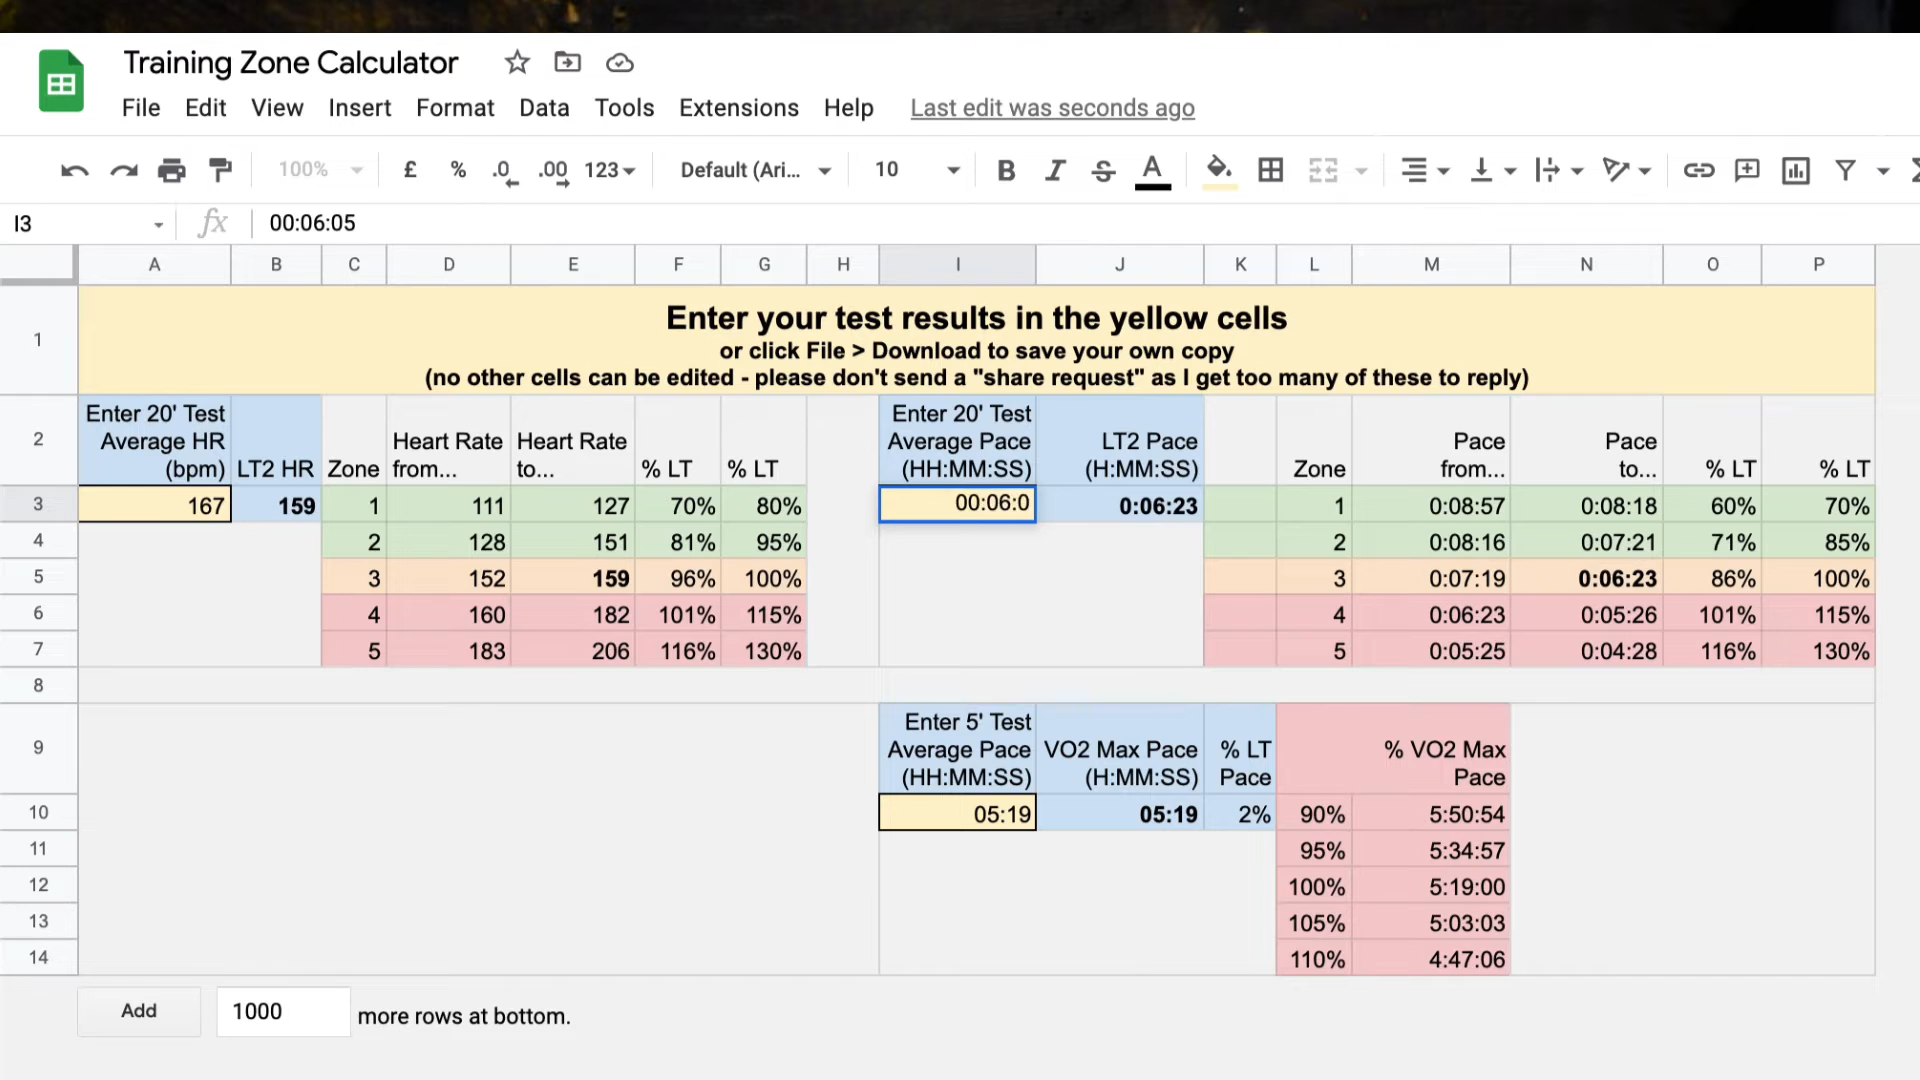 Training Zone Calculator
File Edit View Insert Format Data Tools Extensions Help Last edit was seconds ago
100% £ % .0 .00 123 Default (Ari... 10 B I S A
I3 fx 00:06:05
A B C D E F G H I J K L M N O P
1 Enter your test results in the yellow cells
or click File > Download to save your own copy
(no other cells can be edited - please don't send a "share request" as I get too many of these to reply)
2 Enter 20' Test Average HR (bpm) LT2 HR Zone Heart Rate from... Heart Rate to... % LT % LT Enter 20' Test Average Pace (HH:MM:SS) LT2 Pace (H:MM:SS) Zone Pace from... Pace to... % LT % LT
3 167 159 1 111 127 70% 80% 00:06:0 0:06:23 1 0:08:57 0:08:18 60% 70%
4 2 128 151 81% 95% 2 0:08:16 0:07:21 71% 85%
5 3 152 159 96% 100% 3 0:07:19 0:06:23 86% 100%
6 4 160 182 101% 115% 4 0:06:23 0:05:26 101% 115%
7 5 183 206 116% 130% 5 0:05:25 0:04:28 116% 130%
8
9 Enter 5' Test Average Pace (HH:MM:SS) VO2 Max Pace (H:MM:SS) % LT Pace % VO2 Max Pace
10 05:19 05:19 2% 90% 5:50:54
11 95% 5:34:57
12 100% 5:19:00
13 105% 5:03:03
14 110% 4:47:06
Add 1000 more rows at bottom.